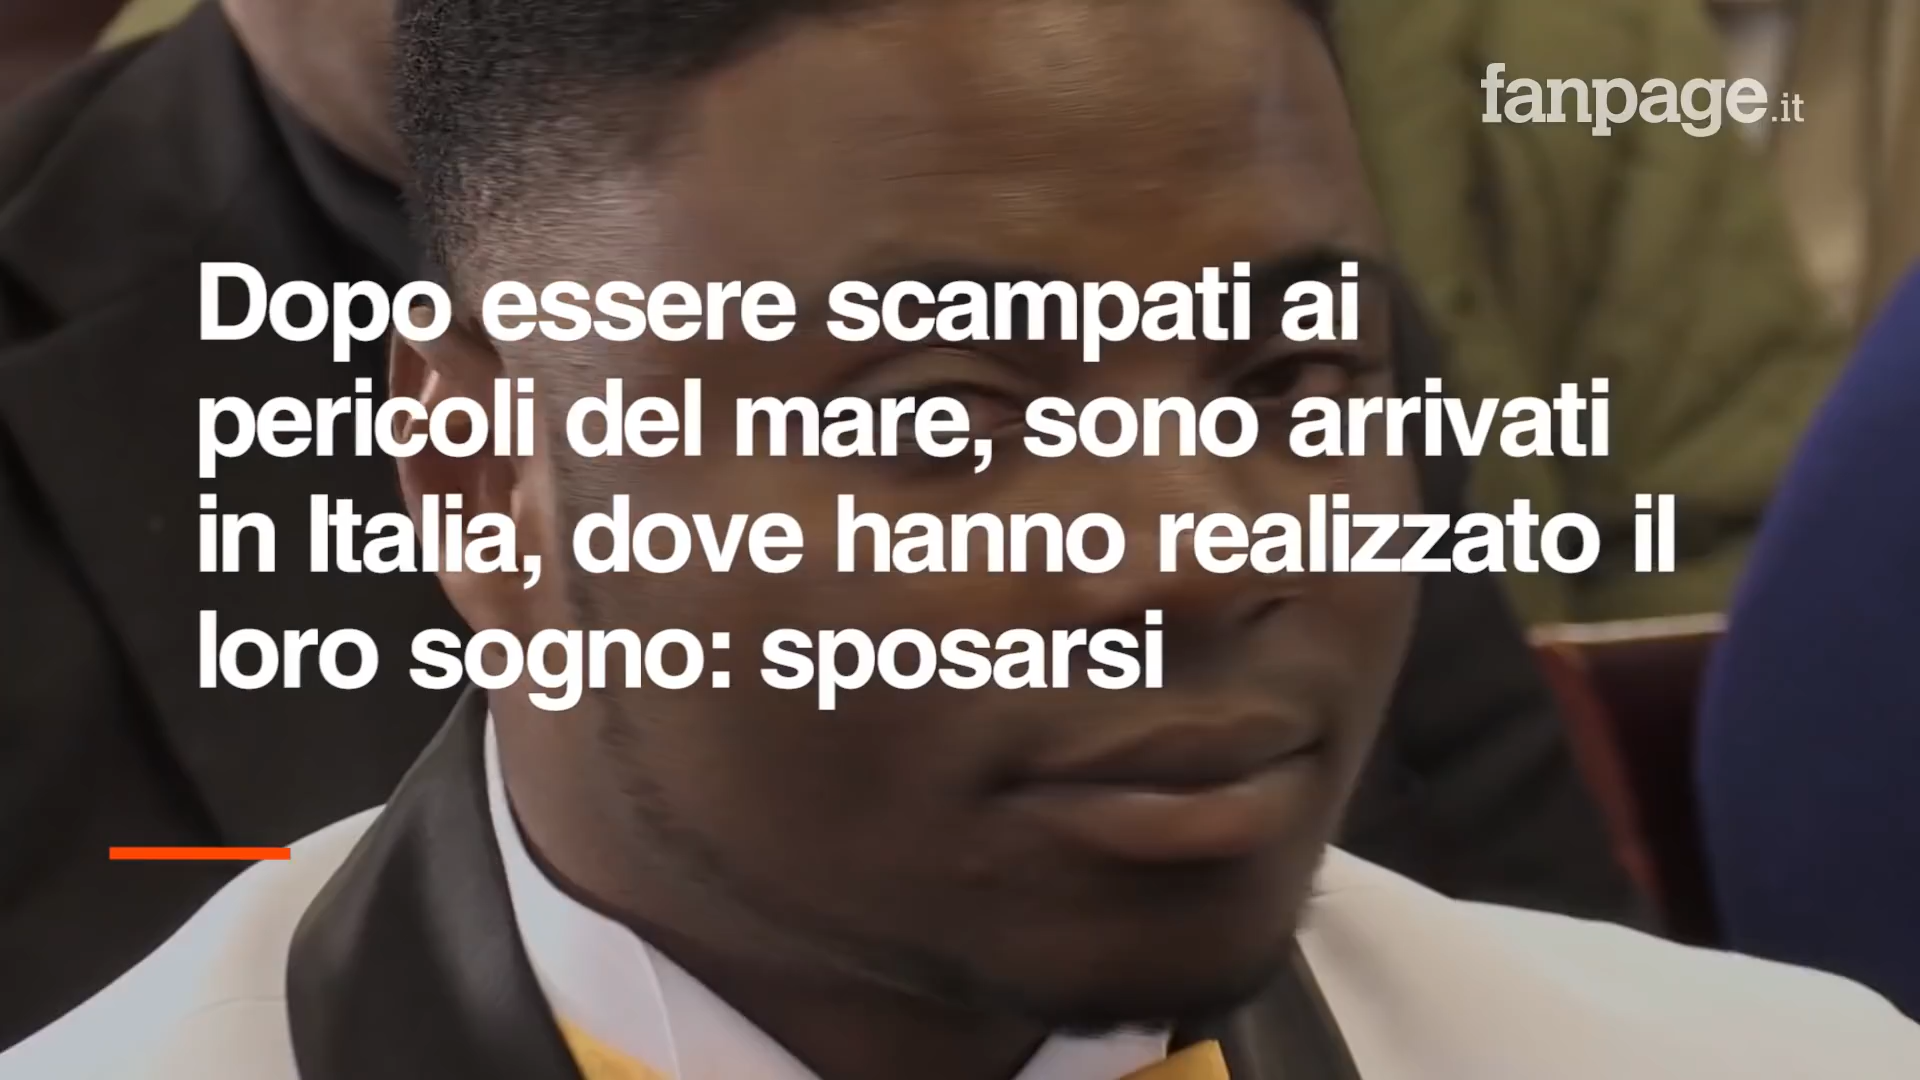 fanpage.it
Dopo essere scampati ai
pericoli del mare, sono arrivati
in Italia, dove hanno realizzato il
loro sogno: sposarsi